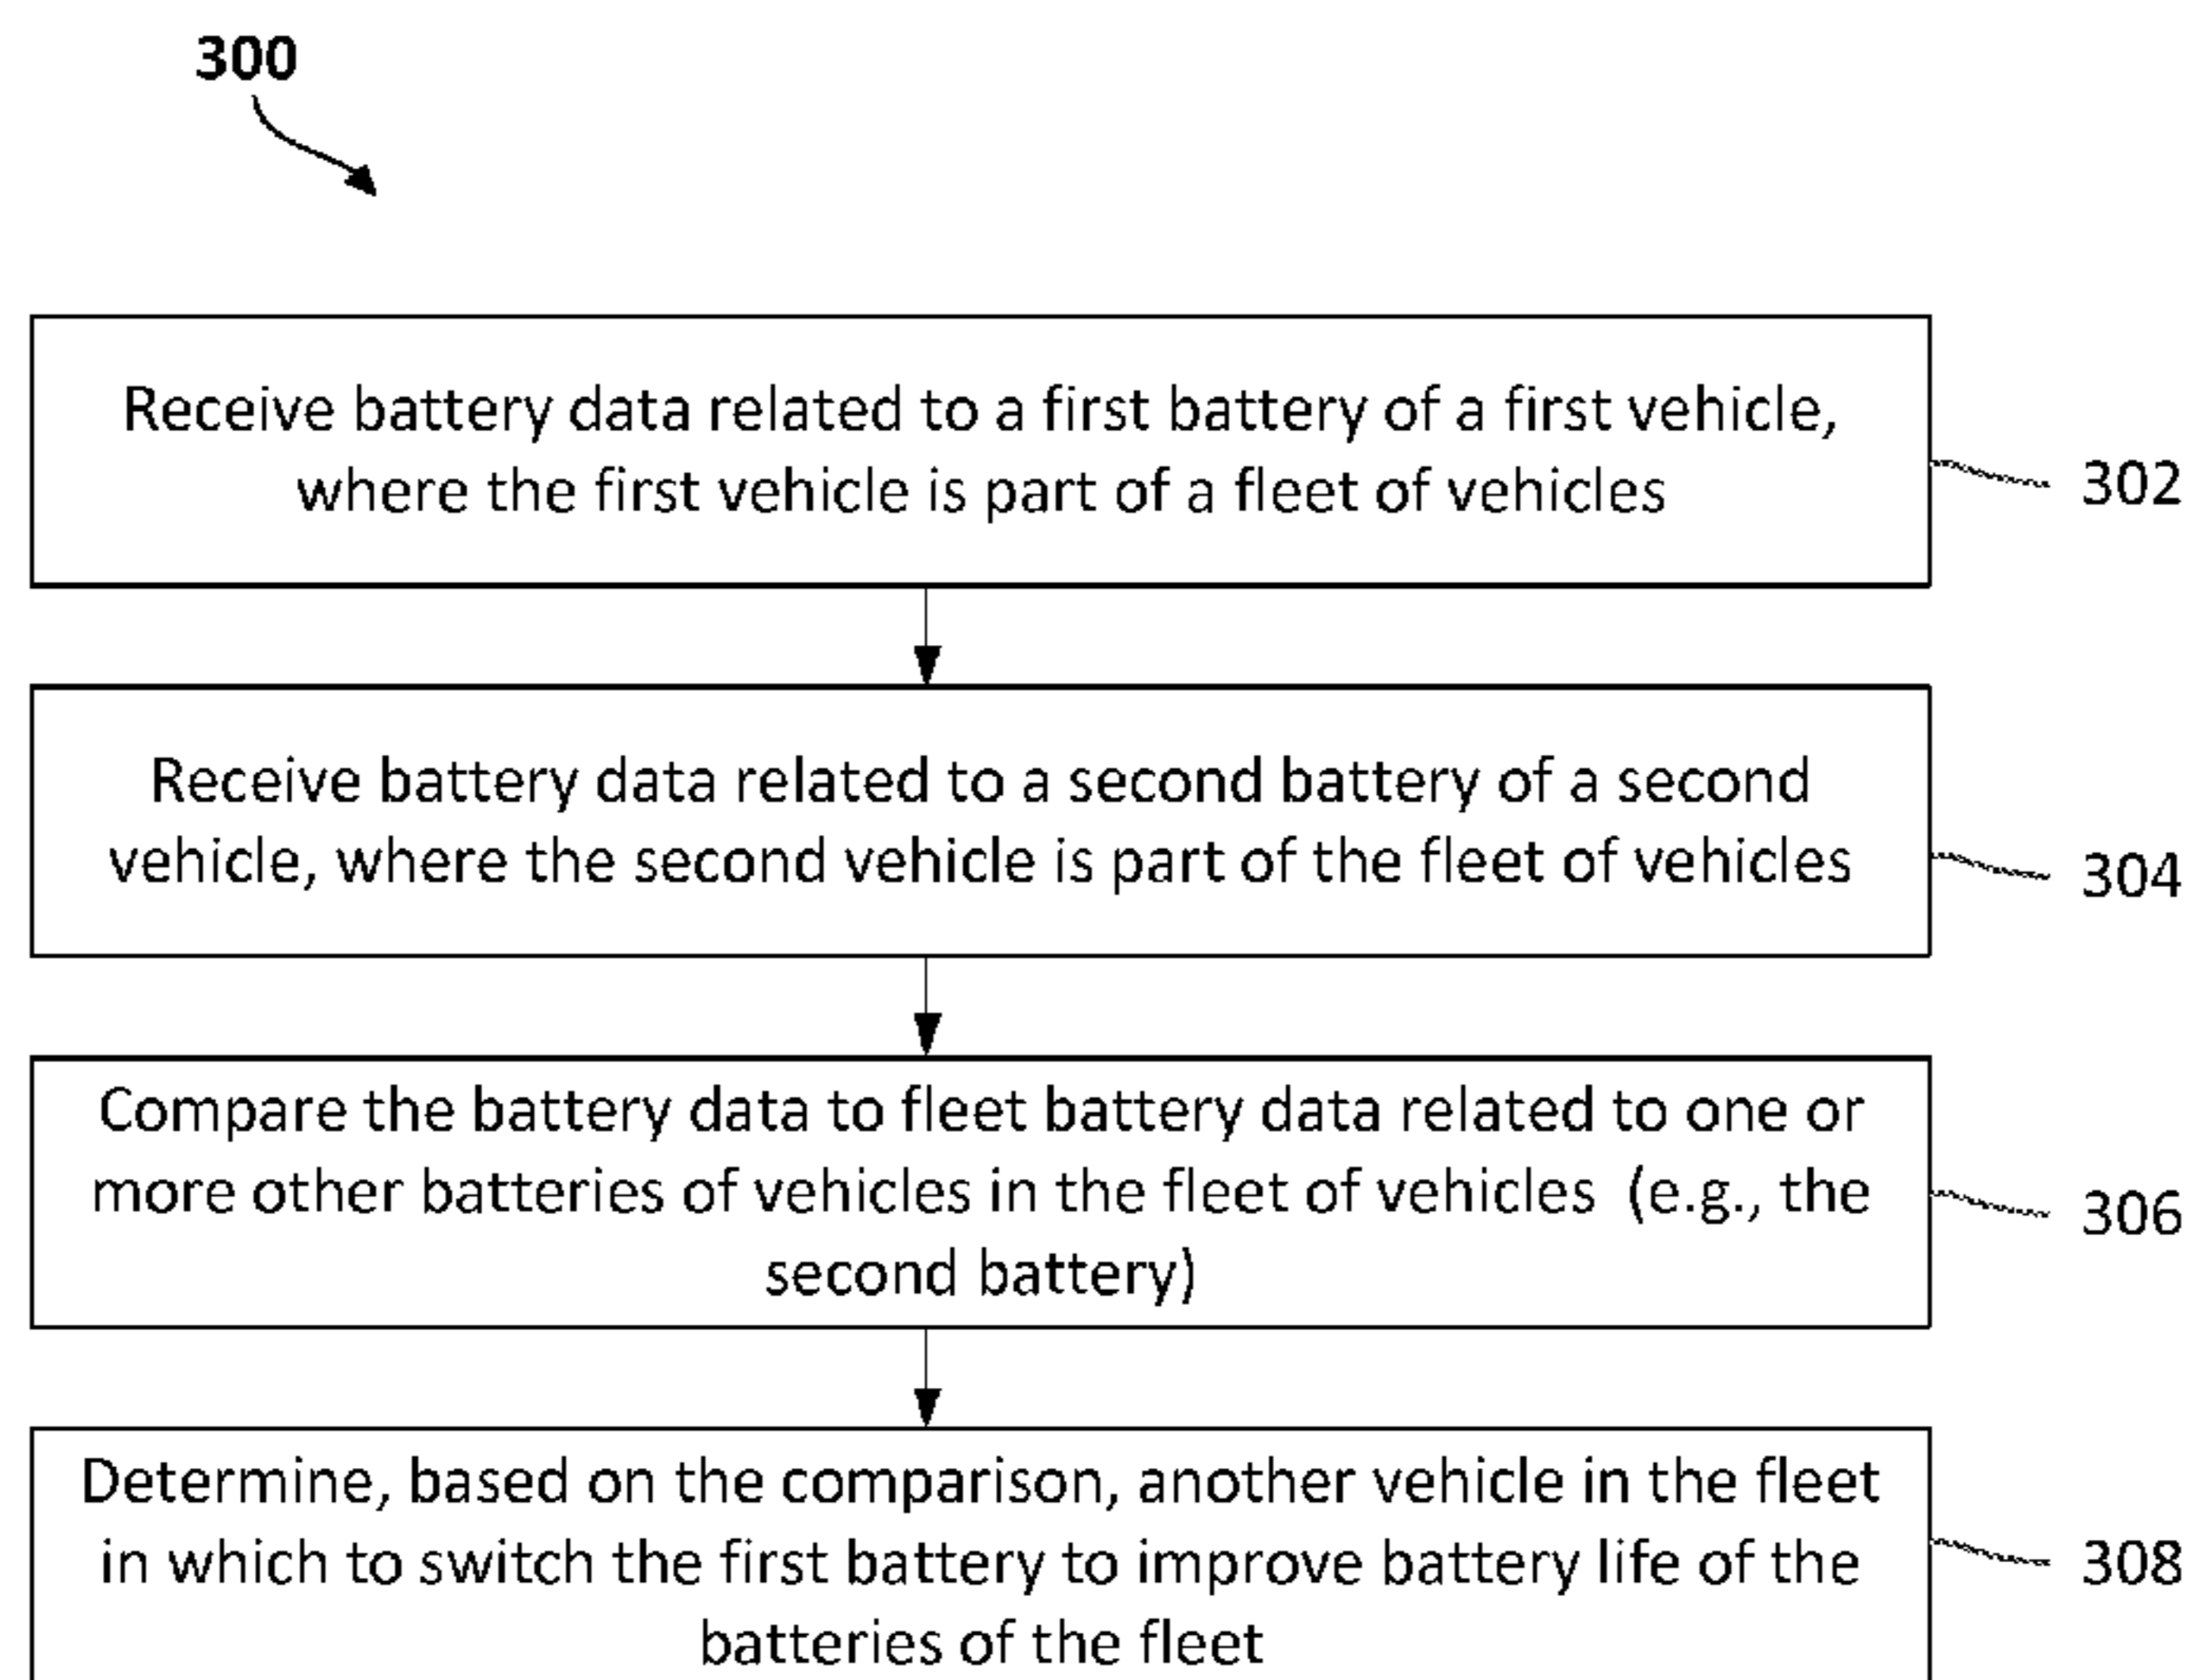 300
Receive battery data related to a first battery of a first vehicle,
where the first vehicle is part of a fleet of vehicles
302
Receive battery data related to a second battery of a second
vehicle, where the second vehicle is part of the fleet of vehicles
304
Compare the battery data to fleet battery data related to one or
more other batteries of vehicles in the fleet of vehicles (e.g., the
second battery)
306
Determine, based on the comparison, another vehicle in the fleet
in which to switch the first battery to improve battery life of the
batteries of the fleet
308